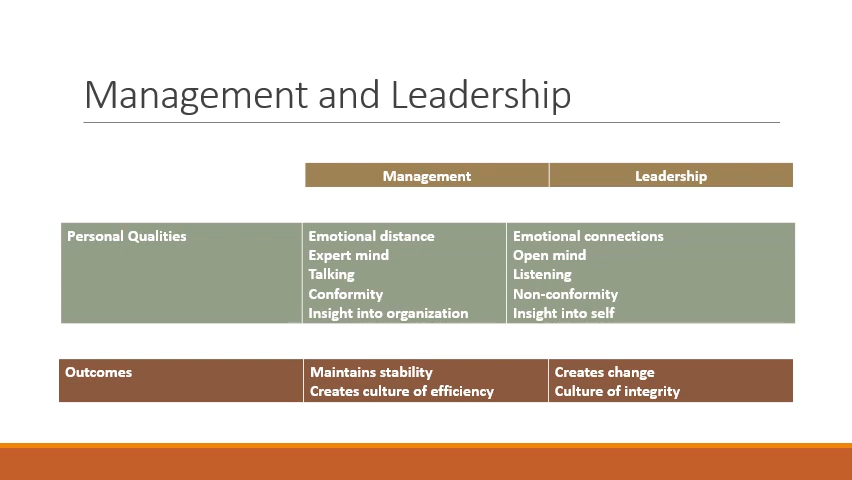 Management and Leadership
Management Leadership
Personal Qualities Emotional distance Emotional connections
Expert mind Open mind
Talking Listening
Conformity Non-conformity
Insight into organization Insight into self
Outcomes Maintains stability Creates change
Creates culture of efficiency Culture of integrity